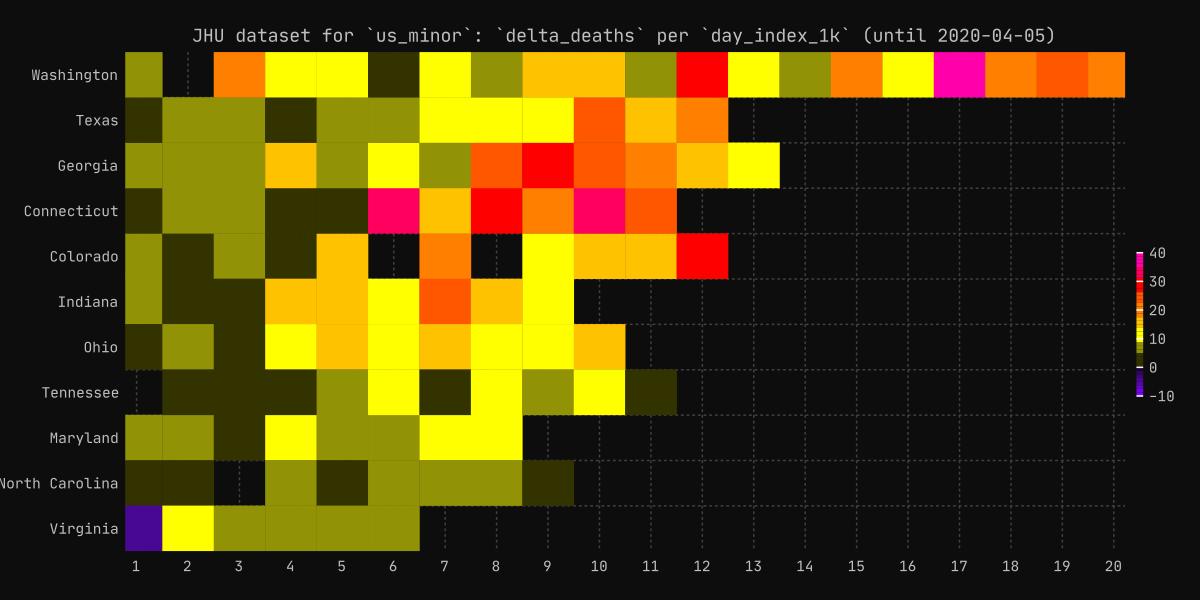 JHU dataset for `us_minor`: `delta_deaths` per `day_index_1k` (until 2020-04-05)
Washington
Texas
Georgia
Connecticut
Colorado
Indiana
Ohio
Tennessee
Maryland
North Carolina
Virginia
1 2 3 4 5 6 7 8 9 10 11 12 13 14 15 16 17 18 19 20
40
30
20
10
0
−10